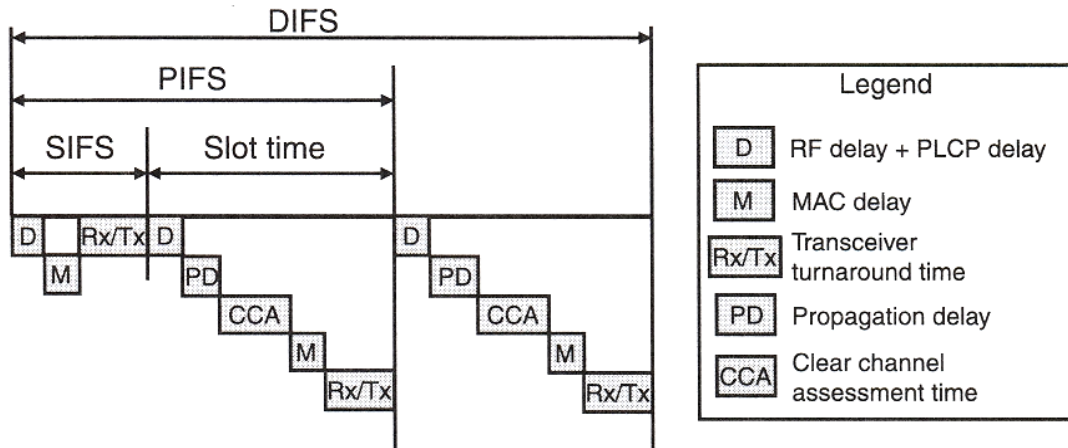 DIFS
PIFS
SIFS
Slot time
D
Rx/Tx
D
D
M
PD
PD
CCA
CCA
M
M
Rx/Tx
Rx/Tx
Legend
D
RF delay + PLCP delay
M
MAC delay
Rx/Tx
Transceiver
turnaround time
PD
Propagation delay
CCA
Clear channel
assessment time